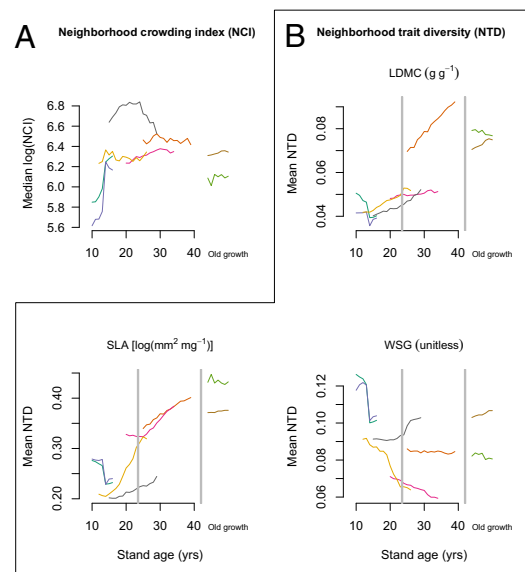 A
Neighborhood crowding index (NCI)
B
Neighborhood trait diversity (NTD)
LDMC (g g⁻¹)
Median log(NCI)
6.8
6.6
6.4
6.2
6.0
5.8
5.6
10 20 30 40 Old growth
Mean NTD
0.08
0.06
0.04
10 20 30 40 Old growth
SLA [log(mm² mg⁻¹)]
Mean NTD
0.40
0.30
0.20
10 20 30 40 Old growth
Stand age (yrs)
WSG (unitless)
Mean NTD
0.12
0.10
0.08
0.06
10 20 30 40 Old growth
Stand age (yrs)